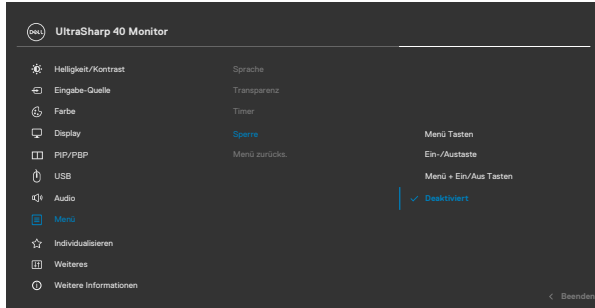 DELL UltraSharp 40 Monitor
Helligkeit/Kontrast Sprache
Eingabe-Quelle Transparenz
Farbe Timer
Display Sperre Menü Tasten
PIP/PBP Menü zurücks. Ein-/Austaste
USB Menü + Ein/Aus Tasten
Audio Desktiviert
Menü
Individualisieren
Weiteres
Weitere Informationen
Beenden